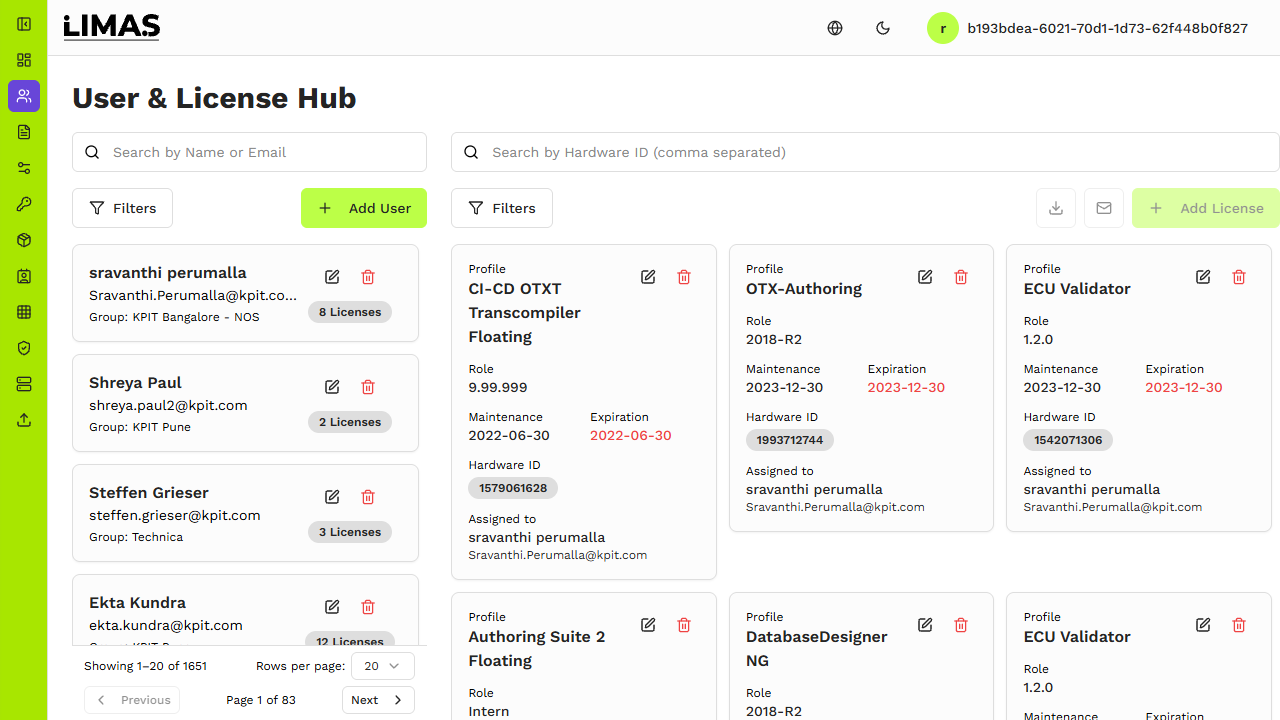 LIMAS
r
b193bdea-6021-70d1-1d73-62f448b0f827
User & License Hub
Search by Name or Email
Filters
Add User
sravanthi perumalla
Sravanthi.Perumalla@kpit.co...
Group: KPIT Bangalore - NOS
8 Licenses
Shreya Paul
shreya.paul2@kpit.com
Group: KPIT Pune
2 Licenses
Steffen Grieser
steffen.grieser@kpit.com
Group: Technica
3 Licenses
Ekta Kundra
ekta.kundra@kpit.com
12 Licenses
Showing 1–20 of 1651
Rows per page:
20
Previous
Page 1 of 83
Next
Search by Hardware ID (comma separated)
Filters
Add License
Profile
CI-CD OTXT
Transcompiler
Floating
Role
9.99.999
Maintenance
2022-06-30
Expiration
2022-06-30
Hardware ID
1579061628
Assigned to
sravanthi perumalla
Sravanthi.Perumalla@kpit.com
Profile
OTX-Authoring
Role
2018-R2
Maintenance
2023-12-30
Expiration
2023-12-30
Hardware ID
1993712744
Assigned to
sravanthi perumalla
Sravanthi.Perumalla@kpit.com
Profile
ECU Validator
Role
1.2.0
Maintenance
2023-12-30
Expiration
2023-12-30
Hardware ID
1542071306
Assigned to
sravanthi perumalla
Sravanthi.Perumalla@kpit.com
Profile
Authoring Suite 2
Floating
Role
Intern
Profile
DatabaseDesigner
NG
Role
2018-R2
Profile
ECU Validator
Role
1.2.0
Maintenance
Expiration